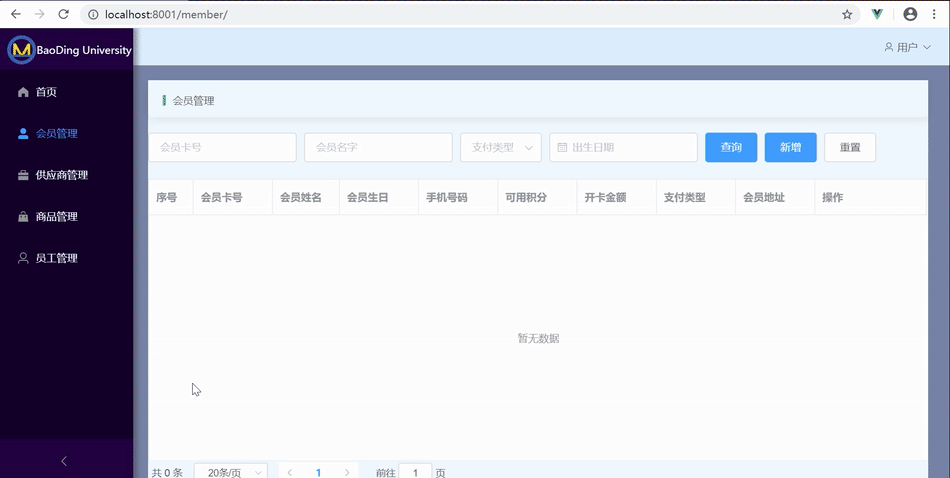 localhost:8001/member/
BaoDing University
用户
首页
会员管理
供应商管理
商品管理
员工管理
会员管理
会员卡号 会员名字 支付类型 出生日期 查询 新增 重置
序号 会员卡号 会员姓名 会员生日 手机号码 可用积分 开卡金额 支付类型 会员地址 操作
暂无数据
共 0 条 20条/页 1 前往 1 页